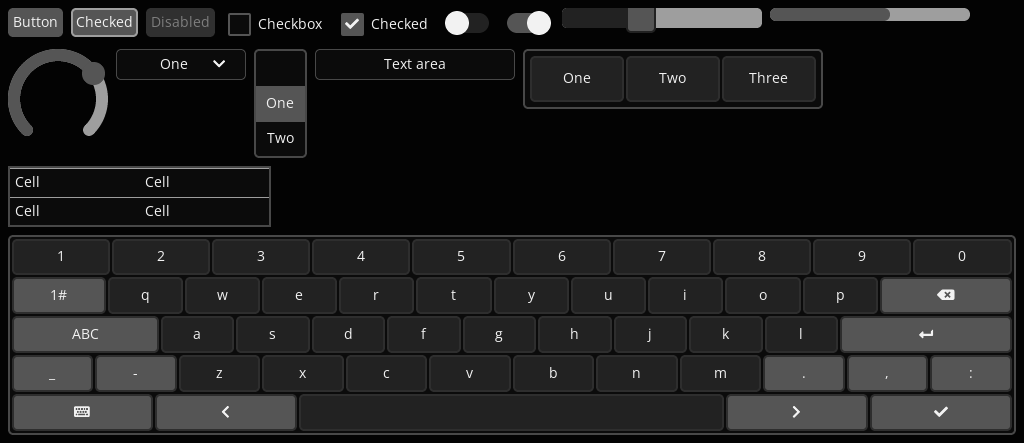 Button Checked Disabled Checkbox Checked
One One Two Text area One Two Three
Cell Cell
Cell Cell
1 2 3 4 5 6 7 8 9 0
1# q w e r t y u i o p
ABC a s d f g h j k l
_ - z x c v b n m . , :